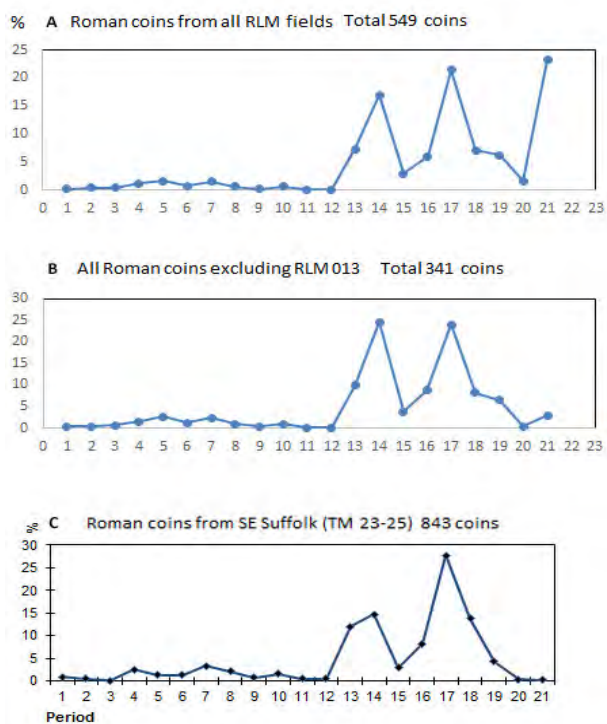 % A Roman coins from all RLM fields Total 549 coins
25
20
15
10
5
0
0 1 2 3 4 5 6 7 8 9 10 11 12 13 14 15 16 17 18 19 20 21 22 23
B All Roman coins excluding RLM 013 Total 341 coins
30
25
20
15
10
5
0
0 1 2 3 4 5 6 7 8 9 10 11 12 13 14 15 16 17 18 19 20 21 22 23
% C Roman coins from SE Suffolk (TM 23-25) 843 coins
30
25
20
15
10
5
0
1 2 3 4 5 6 7 8 9 10 11 12 13 14 15 16 17 18 19 20 21
Period